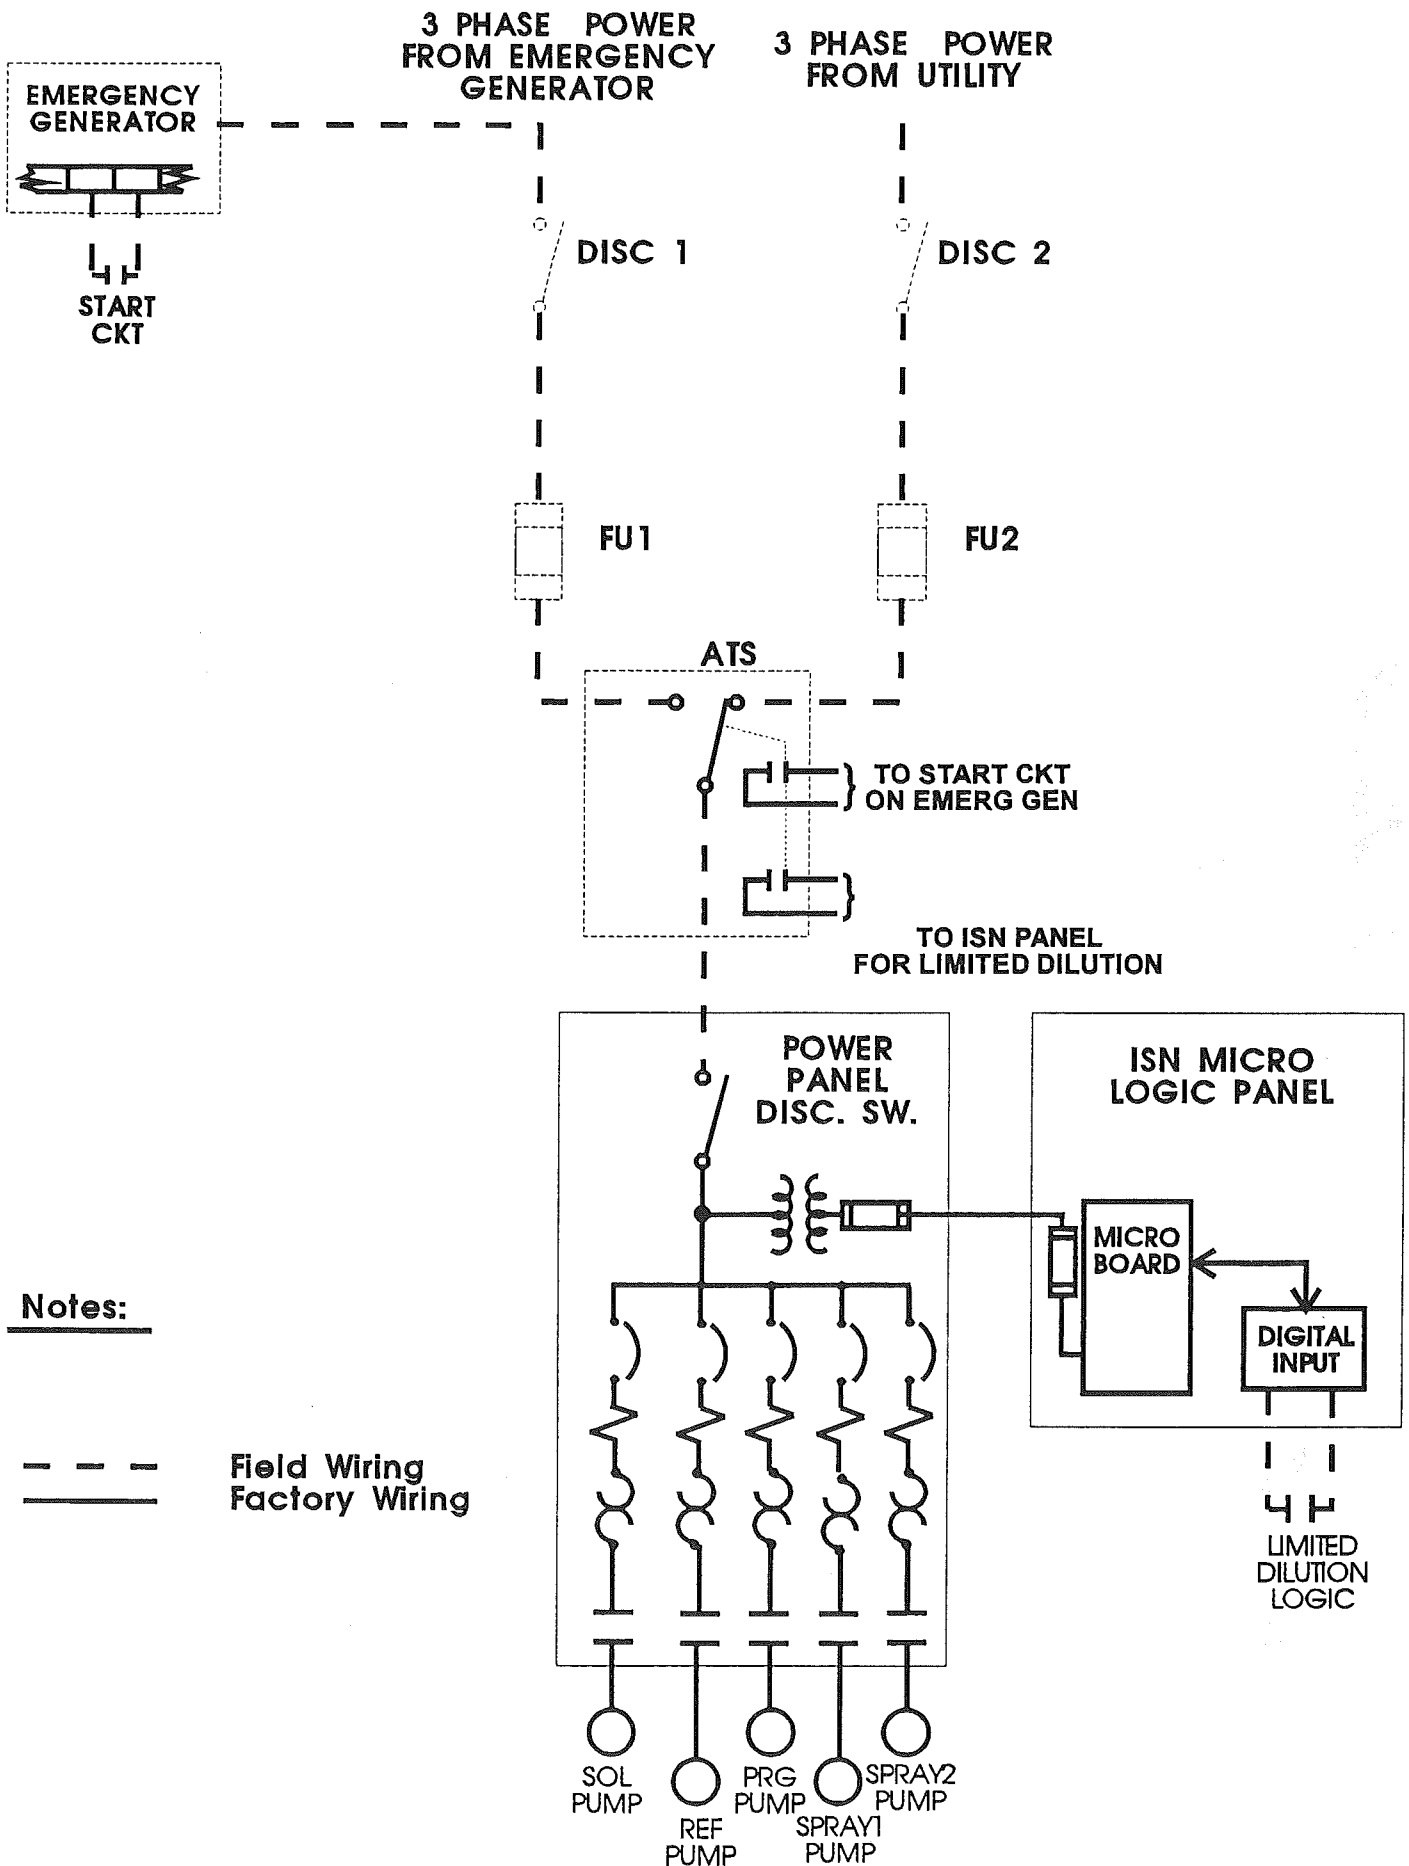 3 PHASE POWER
FROM EMERGENCY
GENERATOR
3 PHASE POWER
FROM UTILITY
EMERGENCY
GENERATOR
START
CKT
DISC 1
DISC 2
FU1
FU2
ATS
TO START CKT
ON EMERG GEN
TO ISN PANEL
FOR LIMITED DILUTION
POWER
PANEL
DISC. SW.
ISN MICRO
LOGIC PANEL
MICRO
BOARD
DIGITAL
INPUT
LIMITED
DILUTION
LOGIC
Notes:
Field Wiring
Factory Wiring
SOL
PUMP
REF
PUMP
PRG
PUMP
SPRAY1
PUMP
SPRAY2
PUMP